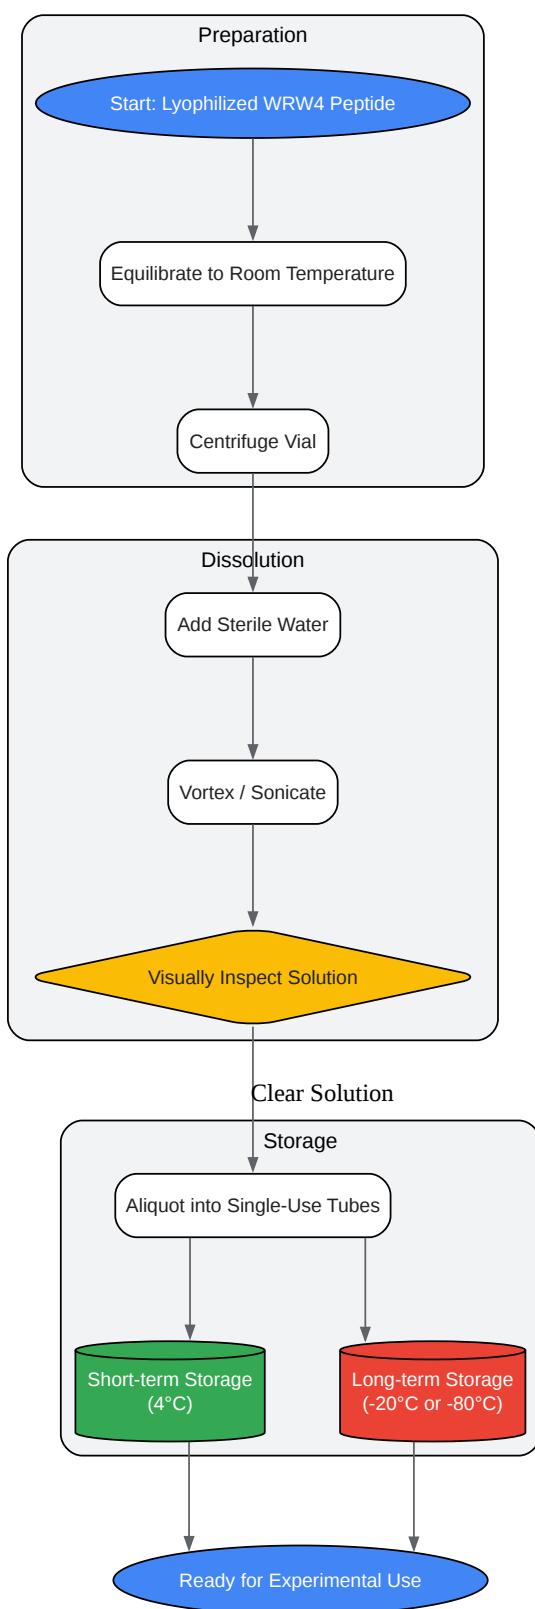 Preparation
Start: Lyophilized WRW4 Peptide
Equilibrate to Room Temperature
Centrifuge Vial
Dissolution
Add Sterile Water
Vortex / Sonicate
Visually Inspect Solution
Clear Solution
Storage
Aliquot into Single-Use Tubes
Short-term Storage
(4°C)
Long-term Storage
(-20°C or -80°C)
Ready for Experimental Use